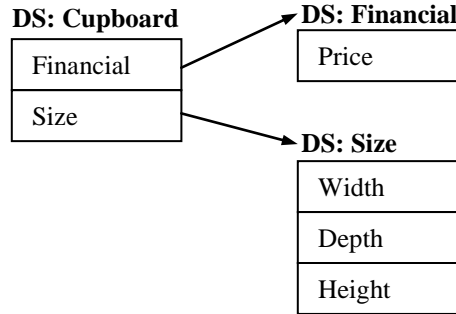 DS: Cupboard
Financial
Size
DS: Financial
Price
DS: Size
Width
Depth
Height